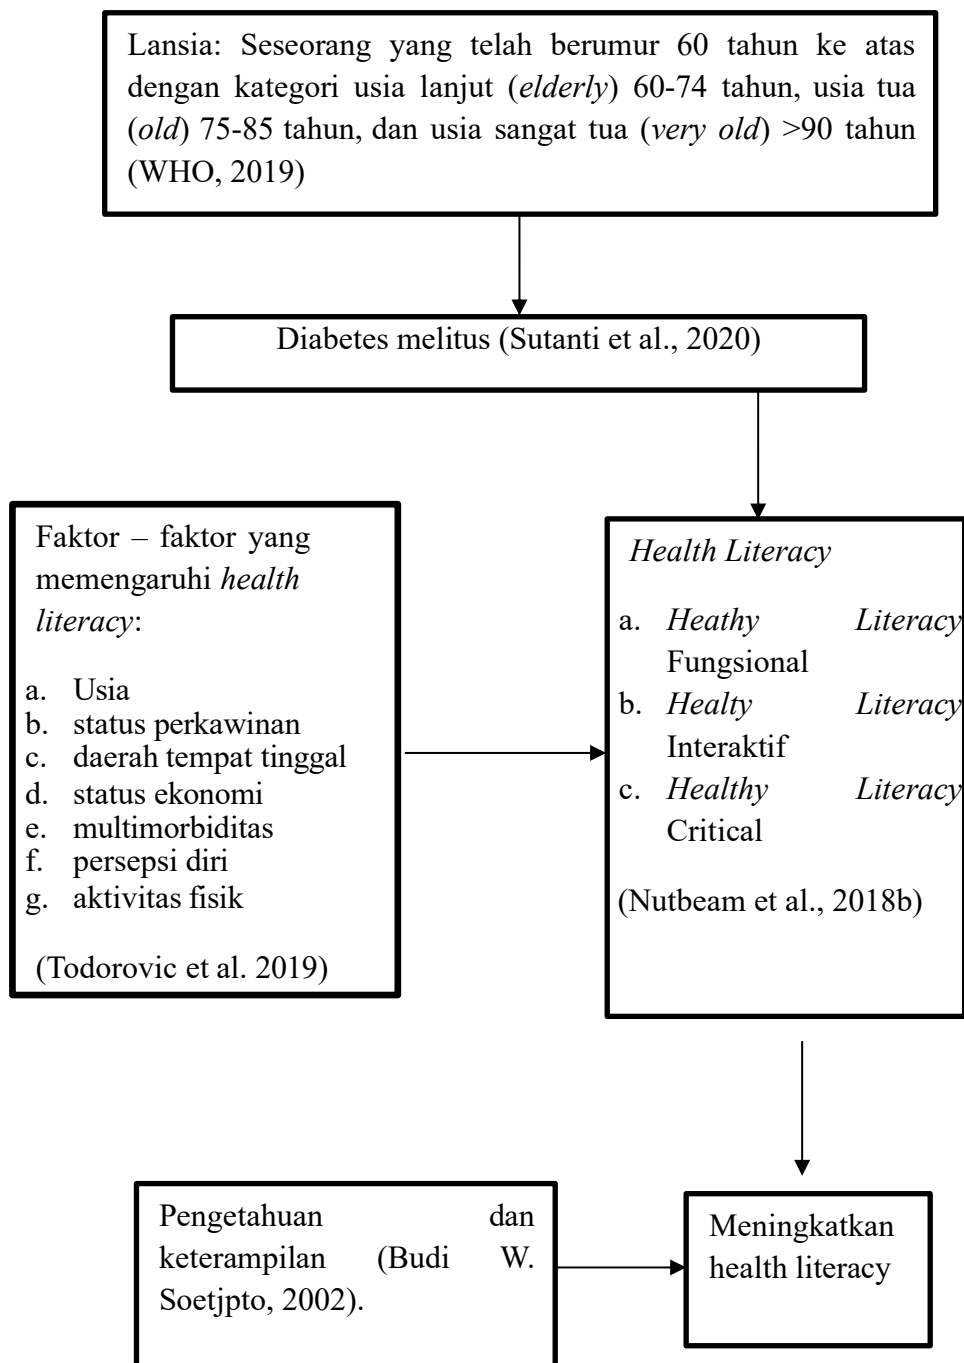 Lansia: Seseorang yang telah berumur 60 tahun ke atas
dengan kategori usia lanjut (elderly) 60-74 tahun, usia tua
(old) 75-85 tahun, dan usia sangat tua (very old) >90 tahun
(WHO, 2019)
Diabetes melitus (Sutanti et al., 2020)
Faktor – faktor yang
memengaruhi health
literacy:
a. Usia
b. status perkawinan
c. daerah tempat tinggal
d. status ekonomi
e. multimorbiditas
f. persepsi diri
g. aktivitas fisik
(Todorovic et al. 2019)
Health Literacy
a. Heathy Literacy
Fungsional
b. Healty Literacy
Interaktif
c. Healthy Literacy
Critical
(Nutbeam et al., 2018b)
Pengetahuan dan
keterampilan (Budi W.
Soetjpto, 2002).
Meningkatkan
health literacy